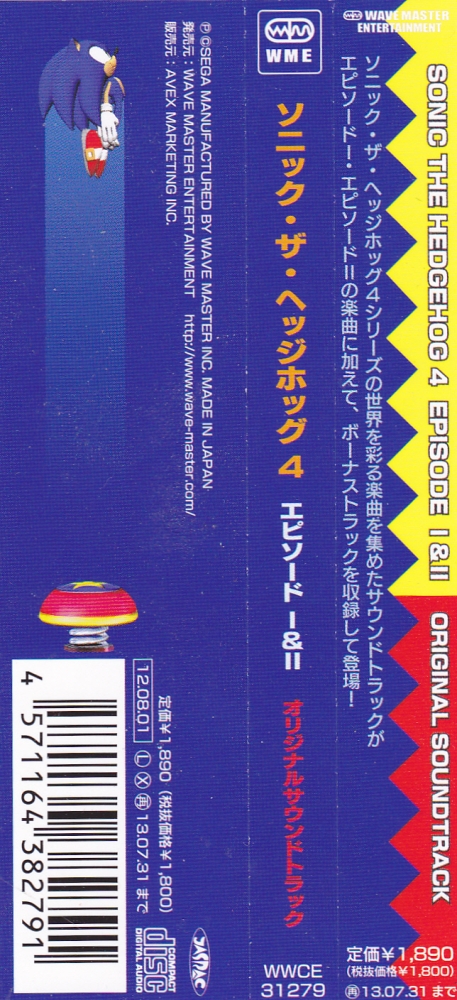 WAVE MASTER
ENTERTAINMENT
SONIC THE HEDGEHOG 4 EPISODE I&II ORIGINAL SOUNDTRACK
ソニック・ザ・ヘッジホッグ4シリーズの世界を彩る楽曲を集めたサウンドトラックが
エピソードI・エピソードIIの楽曲に加えて、ボーナストラックを収録して登場!
定価¥1,890
(税抜価格¥1,800)
再13.07.31まで
WME
ソニック・ザ・ヘッジホッグ4 エピソード I&II オリジナルサウンドトラック
WWCE
31279
℗©SEGA MANUFACTURED BY WAVE MASTER INC. MADE IN JAPAN
発売元:WAVE MASTER ENTERTAINMENT http://www.wave-master.com/
販売元:AVEX MARKETING INC.
定価¥1,890(税抜価格¥1,800)
12.08.01 Ⓛ Ⓧ 再13.07.31 まで
4 571164 382791
JASRAC
COMPACT
disc
DIGITAL AUDIO